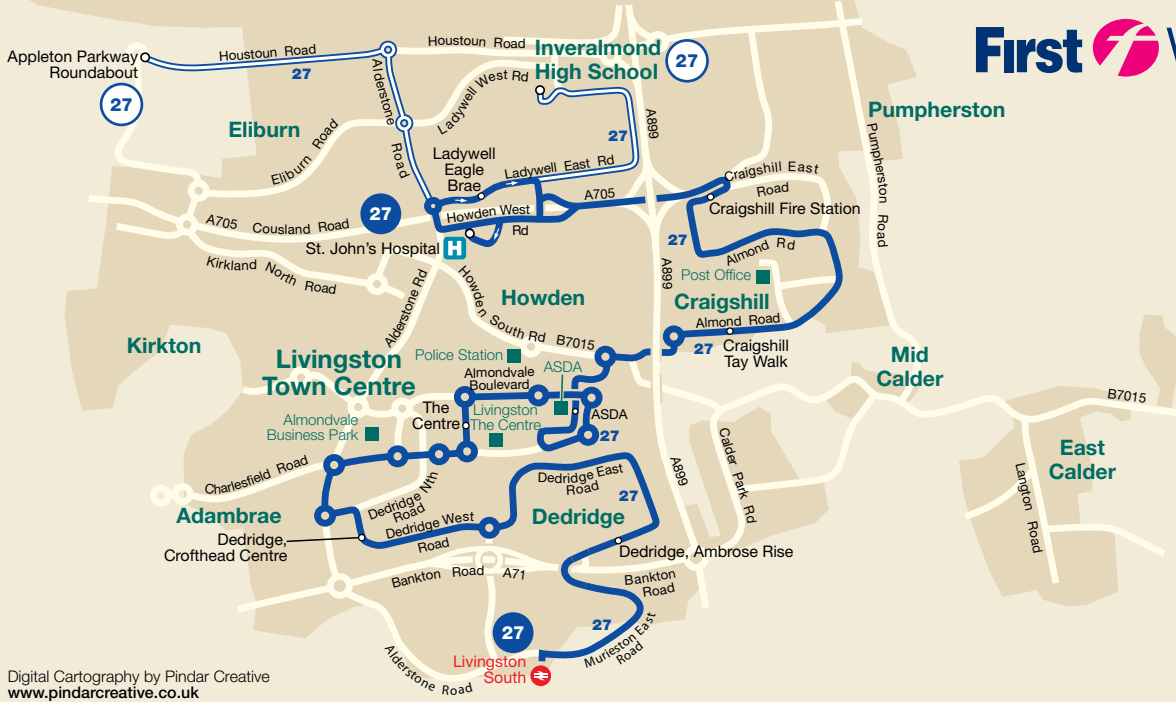 First W
Appleton Parkway
Roundabout
27
Houstoun Road
27
Houstoun Road
Inveralmond
High School
27
Alderstone
Road
Ladywell West Rd
A899
Pumpherston
Pumpherston Road
Eliburn
Eliburn Road
27
Ladywell
Eagle
Brae
Ladywell East Rd
A705
Craigshill East
Road
Craigshill Fire Station
27
Howden West
Rd
A705 Cousland Road
St. John's Hospital H
27
Almond Rd
Kirkland North Road
Alderstone Rd
Howden South Rd B7015
Howden
A899
Post Office
Craigshill
Almond Road
27
Craigshill
Tay Walk
Kirkton
Livingston
Town Centre
Police Station
ASDA
Almondvale
Boulevard
Mid
Calder
B7015
The
Centre
Livingston
The Centre
ASDA
27
Almondvale
Business Park
East
Calder
Langton Road
Calder Park Rd
A899
Charlesfield Road
Dedridge Nth
Road
Dedridge East
Road
27
Adambrae
Dedridge West
Road
Dedridge
Dedridge,
Crofthead Centre
Dedridge, Ambrose Rise
Bankton Road A71
Bankton
Road
27
27
Murieston East
Road
Livingston
South
Alderstone Road
Digital Cartography by Pindar Creative
www.pindarcreative.co.uk